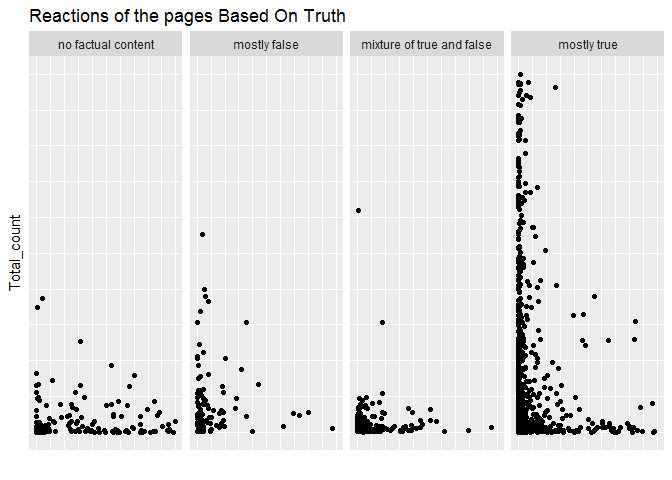 Reactions of the pages Based On Truth
no factual content
mostly false
mixture of true and false
mostly true
Total_count